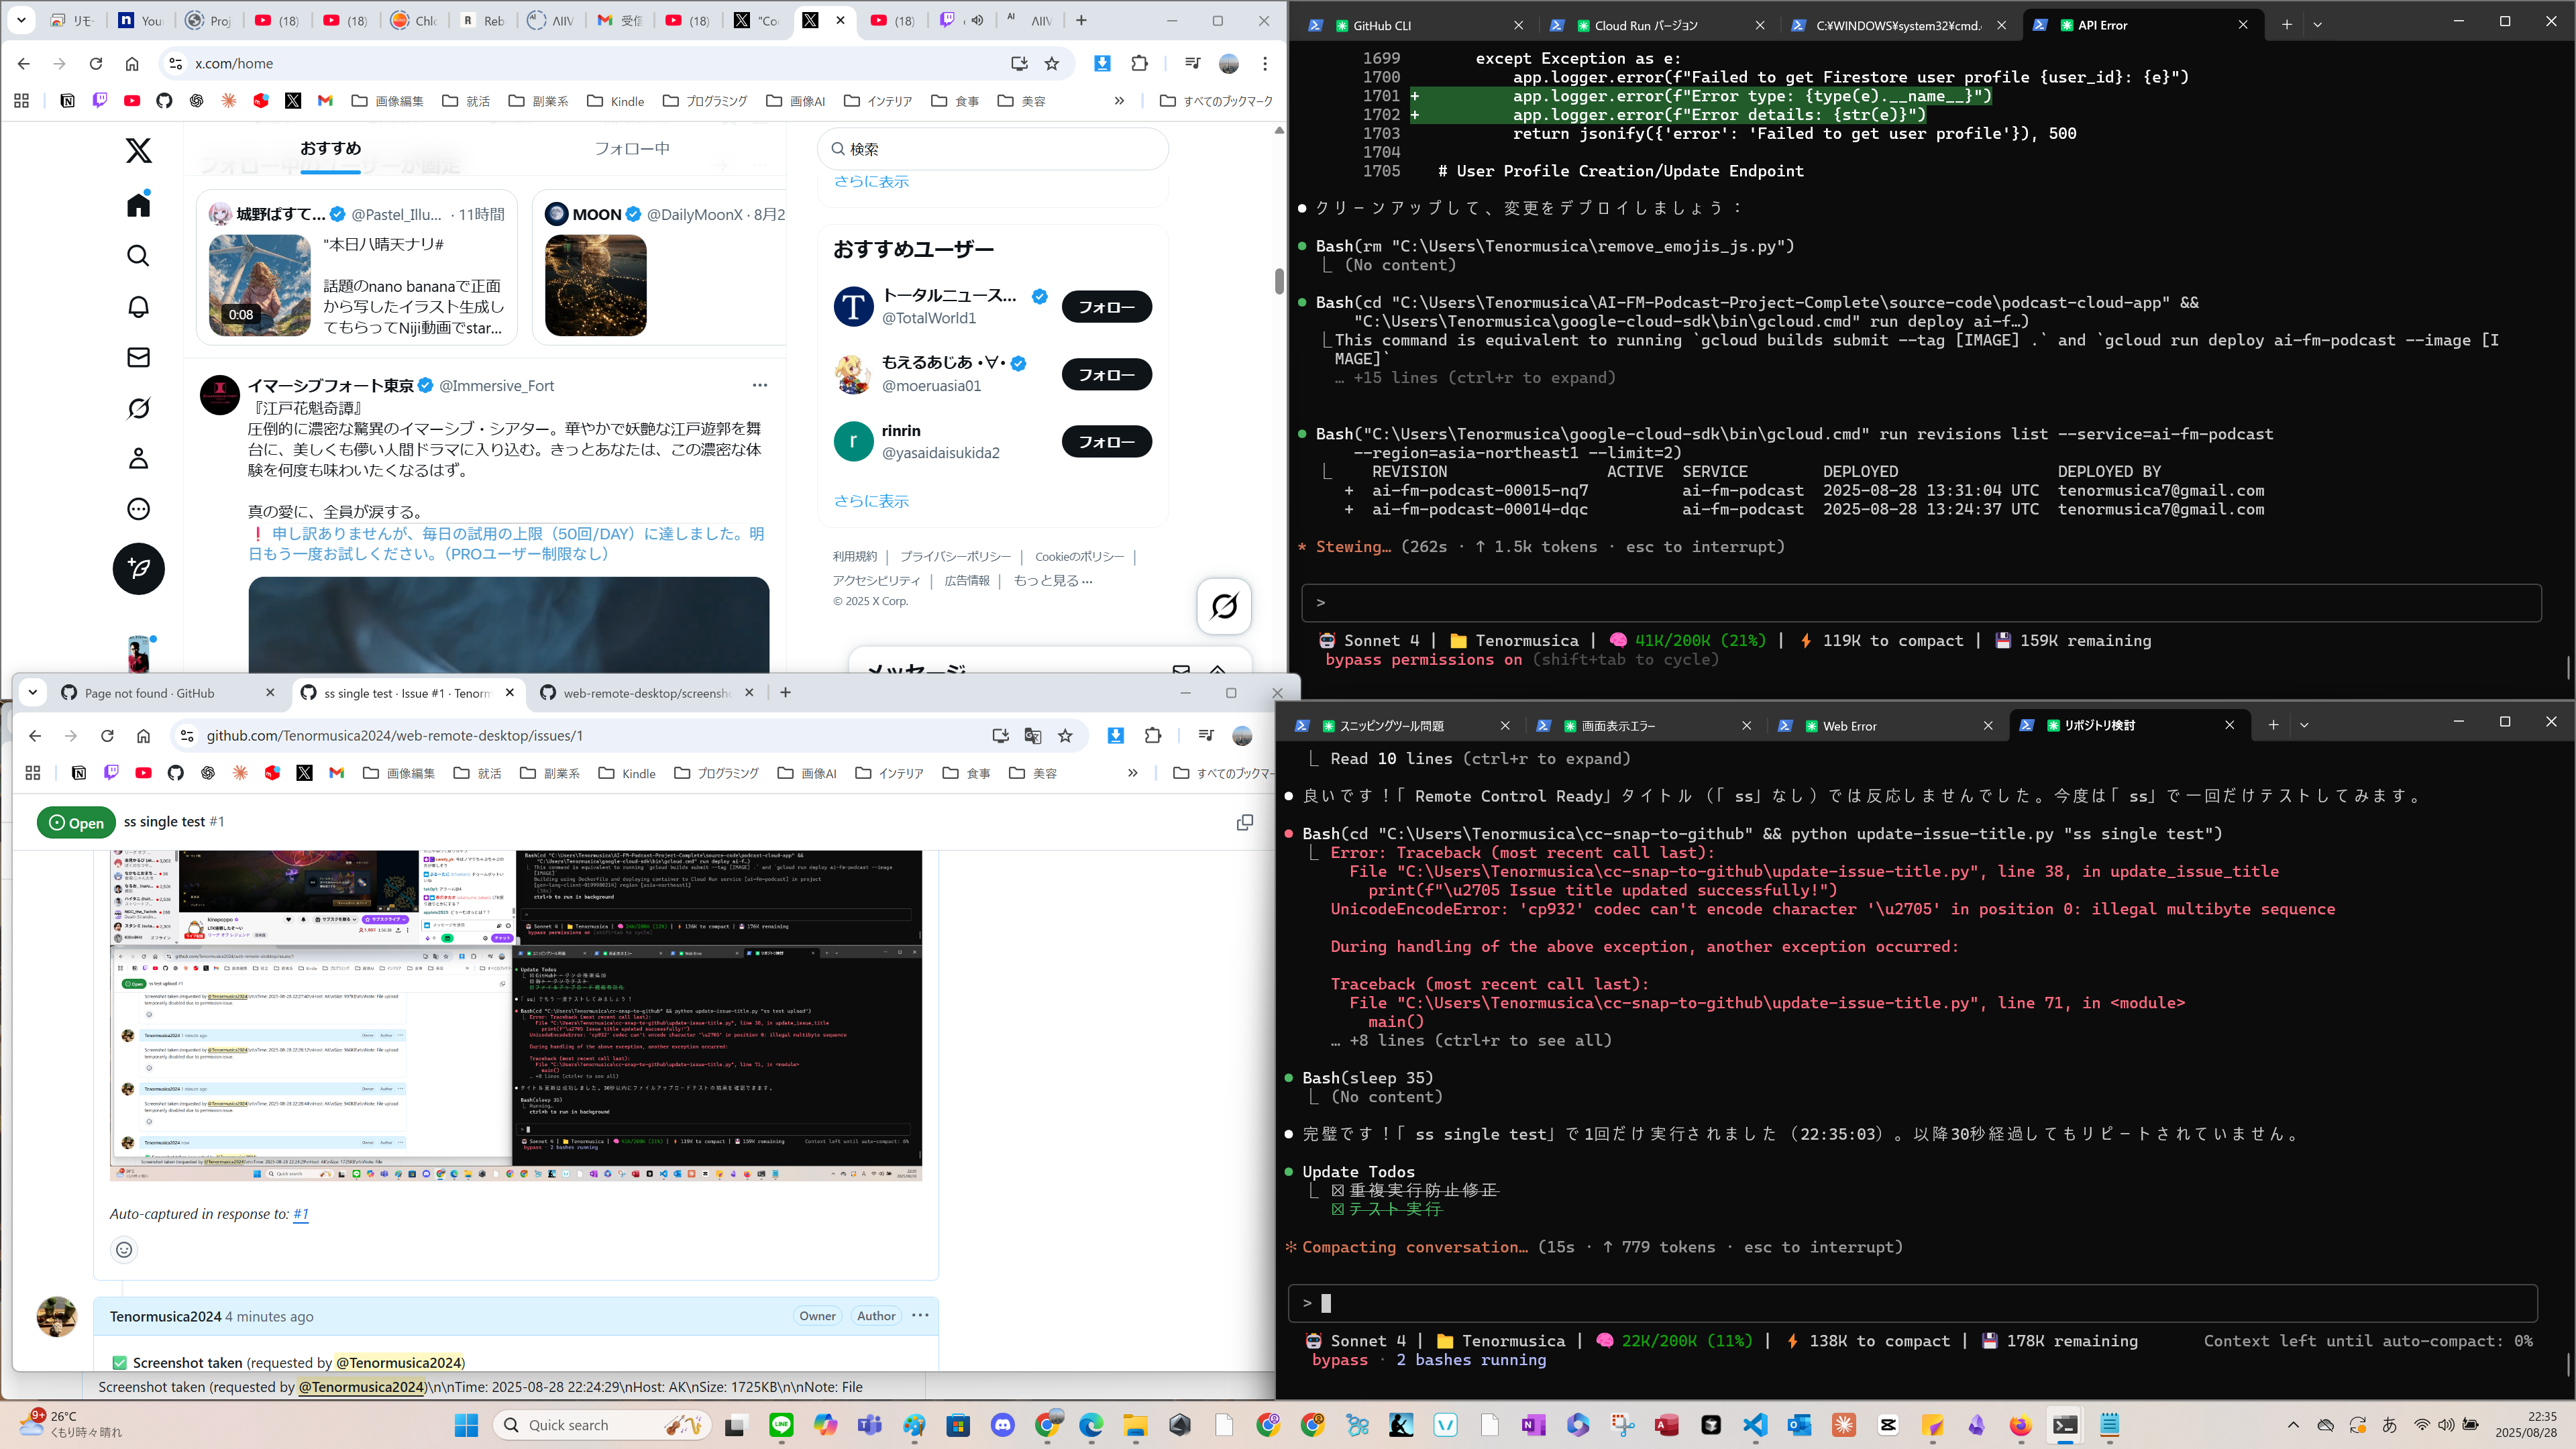 リモー
You
Proj
(18)
(18)
Chlo
Reb
AIIV
受信
(18)
"Co
(18)
AIIV
x.com/home
画像編集
就活
副業系
Kindle
プログラミング
画像AI
インテリア
食事
美容
すべてのブックマーク
おすすめ
フォロー中
城野ぱすて… @Pastel_Illu… · 11時間
"本日ハ晴天ナリ#
話題のnano bananaで正面
から写したイラスト生成し
てもらってNiji動画でstar…
0:08
MOON @DailyMoonX · 8月2
イマーシブフォート東京 @Immersive_Fort
『江戸花魁奇譚』
圧倒的に濃密な驚異のイマーシブ・シアター。華やかで妖艶な江戸遊郭を舞
台に、美しくも儚い人間ドラマに入り込む。きっとあなたは、この濃密な体
験を何度も味わいたくなるはず。
真の愛に、全員が涙する。
❗ 申し訳ありませんが、毎日の試用の上限（50回/DAY）に達しました。明
日もう一度お試しください。（PROユーザー制限なし）
検索
さらに表示
おすすめユーザー
トータルニュース…
@TotalWorld1
フォロー
もえるあじあ ･∀･
@moeruasia01
フォロー
rinrin
@yasaidaisukida2
フォロー
さらに表示
利用規約 | プライバシーポリシー | Cookieのポリシー |
アクセシビリティ | 広告情報 | もっと見る…
© 2025 X Corp.
メッセージ
GitHub CLI
Cloud Run バージョン
C:¥WINDOWS¥system32¥cmd.
API Error
1699 except Exception as e:
1700 app.logger.error(f"Failed to get Firestore user profile {user_id}: {e}")
1701 + app.logger.error(f"Error type: {type(e).__name__}")
1702 + app.logger.error(f"Error details: {str(e)}")
1703 return jsonify({'error': 'Failed to get user profile'}), 500
1704
1705 # User Profile Creation/Update Endpoint
● クリーンアップして、変更をデプロイしましょう：
● Bash(rm "C:\Users\Tenormusica\remove_emojis_js.py")
⎿ (No content)
● Bash(cd "C:\Users\Tenormusica\AI-FM-Podcast-Project-Complete\source-code\podcast-cloud-app" &&
"C:\Users\Tenormusica\google-cloud-sdk\bin\gcloud.cmd" run deploy ai-f…)
⎿ This command is equivalent to running `gcloud builds submit --tag [IMAGE] .` and `gcloud run deploy ai-fm-podcast --image [I
MAGE]`
… +15 lines (ctrl+r to expand)
● Bash("C:\Users\Tenormusica\google-cloud-sdk\bin\gcloud.cmd" run revisions list --service=ai-fm-podcast
--region=asia-northeast1 --limit=2)
⎿ REVISION ACTIVE SERVICE DEPLOYED DEPLOYED BY
+ ai-fm-podcast-00015-nq7 ai-fm-podcast 2025-08-28 13:31:04 UTC tenormusica7@gmail.com
+ ai-fm-podcast-00014-dqc ai-fm-podcast 2025-08-28 13:24:37 UTC tenormusica7@gmail.com
* Stewing… (262s · ↑ 1.5k tokens · esc to interrupt)
>
Sonnet 4 | Tenormusica | 41K/200K (21%) | 119K to compact | 159K remaining
bypass permissions on (shift+tab to cycle)
Page not found · GitHub
ss single test · Issue #1 · Tenorm
web-remote-desktop/screensh
github.com/Tenormusica2024/web-remote-desktop/issues/1
画像編集
就活
副業系
Kindle
プログラミング
画像AI
インテリア
食事
美容
すべてのブックマー
Open
ss single test #1
Auto-captured in response to: #1
Tenormusica2024 4 minutes ago
Owner
Author
✅ Screenshot taken (requested by @Tenormusica2024)
Screenshot taken (requested by @Tenormusica2024)\n\nTime: 2025-08-28 22:24:29\nHost: AK\nSize: 1725KB\n\nNote: File
スニッピングツール問題
画面表示エラー
Web Error
リポジトリ検討
⎿ Read 10 lines (ctrl+r to expand)
● 良いです！「Remote Control Ready」タイトル（「ss」なし）では反応しませんでした。今度は「ss」で一回だけテストしてみます。
● Bash(cd "C:\Users\Tenormusica\cc-snap-to-github" && python update-issue-title.py "ss single test")
⎿ Error: Traceback (most recent call last):
File "C:\Users\Tenormusica\cc-snap-to-github\update-issue-title.py", line 38, in update_issue_title
print(f"\u2705 Issue title updated successfully!")
UnicodeEncodeError: 'cp932' codec can't encode character '\u2705' in position 0: illegal multibyte sequence
During handling of the above exception, another exception occurred:
Traceback (most recent call last):
File "C:\Users\Tenormusica\cc-snap-to-github\update-issue-title.py", line 71, in <module>
main()
… +8 lines (ctrl+r to see all)
● Bash(sleep 35)
⎿ (No content)
● 完璧です！「ss single test」で1回だけ実行されました（22:35:03）。以降30秒経過してもリピートされていません。
● Update Todos
⎿ ☒ 重複実行防止修正
☒ テスト実行
✻ Compacting conversation… (15s · ↑ 779 tokens · esc to interrupt)
>
Sonnet 4 | Tenormusica | 22K/200K (11%) | 138K to compact | 178K remaining
Context left until auto-compact: 0%
bypass · 2 bashes running
9+
26°C
くもり時々晴れ
Quick search
あ
22:35
2025/08/28